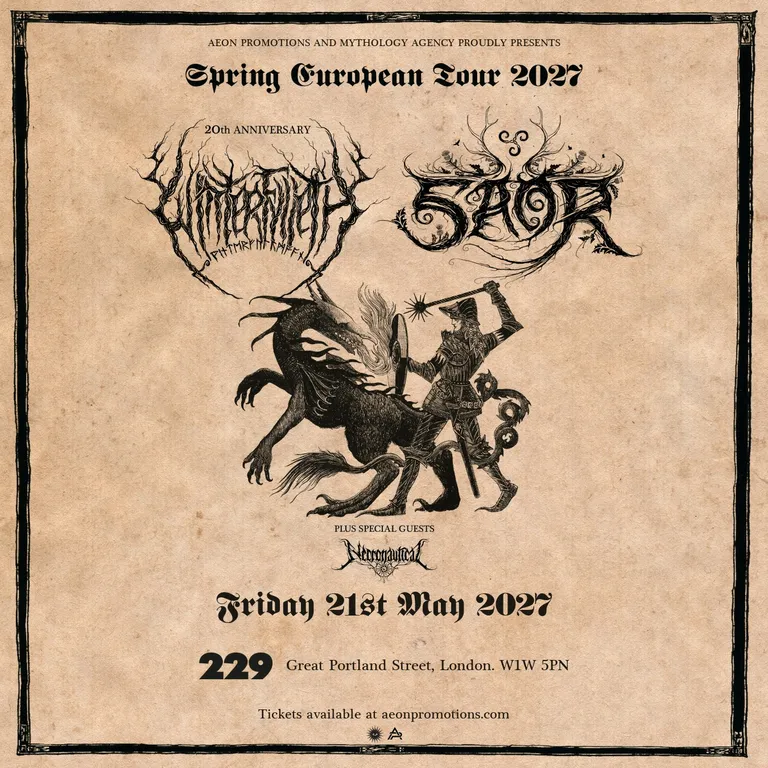 AEON PROMOTIONS AND MYTHOLOGY AGENCY PROUDLY PRESENTS
Spring European Tour 2027
20th ANNIVERSARY
WINTERFYLLETH
SAOR
PLUS SPECIAL GUESTS
Necronautical
Friday 21st May 2027
229 Great Portland Street, London. W1W 5PN
Tickets available at aeonpromotions.com